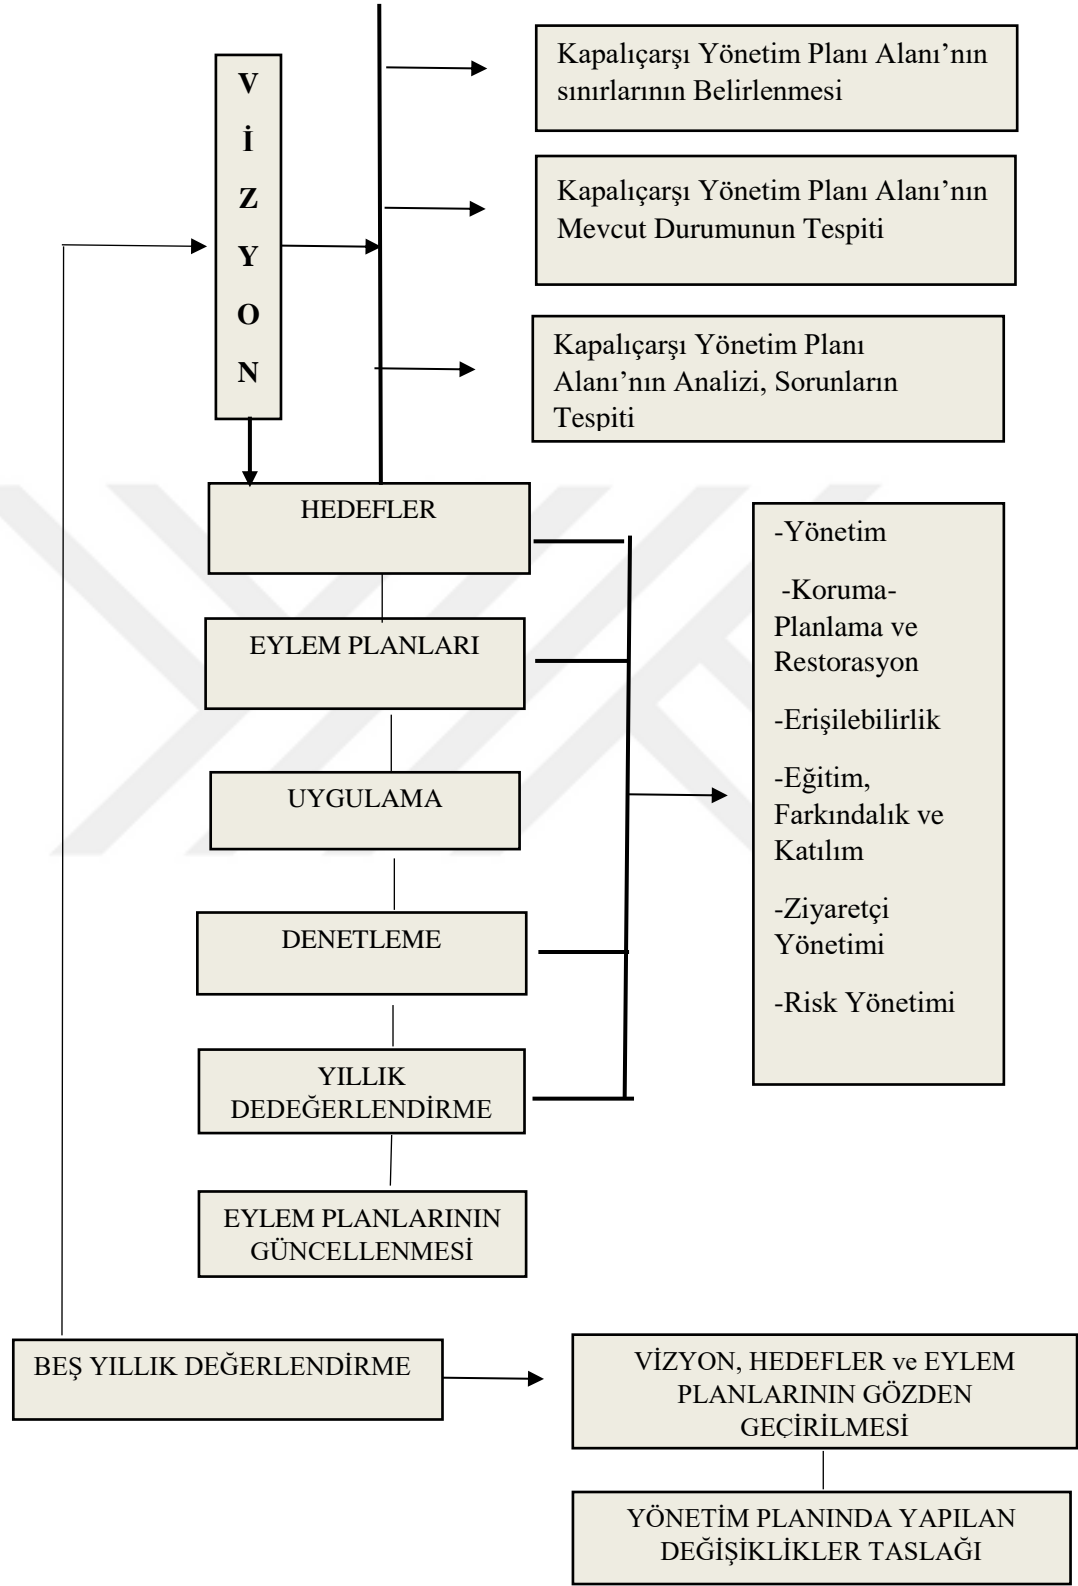 Kapalıçarşı Yönetim Planı Alanı’nın
sınırlarının Belirlenmesi
V
İ
Z
Y
O
N
Kapalıçarşı Yönetim Planı Alanı’nın
Mevcut Durumunun Tespiti
Kapalıçarşı Yönetim Planı
Alanı’nın Analizi, Sorunların
Tespiti
HEDEFLER
EYLEM PLANLARI
UYGULAMA
DENETLEME
YILLIK
DEDEĞERLENDİRME
EYLEM PLANLARININ
GÜNCELLENMESİ
-Yönetim
-Koruma-
Planlama ve
Restorasyon
-Erişilebilirlik
-Eğitim,
Farkındalık ve
Katılım
-Ziyaretçi
Yönetimi
-Risk Yönetimi
BEŞ YILLIK DEĞERLENDİRME
VİZYON, HEDEFLER ve EYLEM
PLANLARININ GÖZDEN
GEÇİRİLMESİ
YÖNETİM PLANINDA YAPILAN
DEĞİŞİKLİKLER TASLAĞI